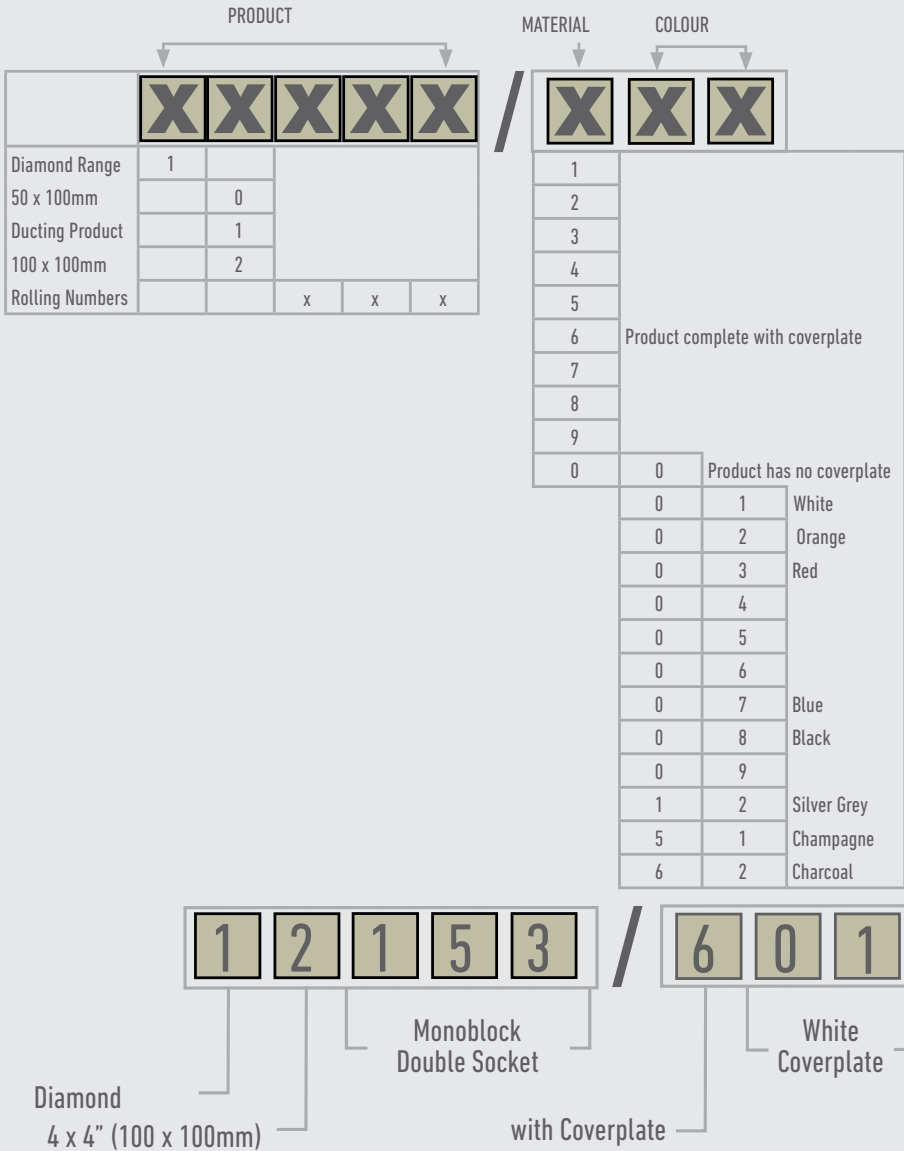 PRODUCT
MATERIAL COLOUR
X X X X X / X X X
Diamond Range 1 1
50 x 100mm 0 2
Ducting Product 1 3
100 x 100mm 2 4
Rolling Numbers x x x 5
6 Product complete with coverplate
7
8
9
0 0 Product has no coverplate
0 1 White
0 2 Orange
0 3 Red
0 4
0 5
0 6
0 7 Blue
0 8 Black
0 9
1 2 Silver Grey
5 1 Champagne
6 2 Charcoal
1 2 1 5 3 / 6 0 1
Monoblock
Double Socket
White
Coverplate
Diamond
4 x 4" (100 x 100mm)
with Coverplate